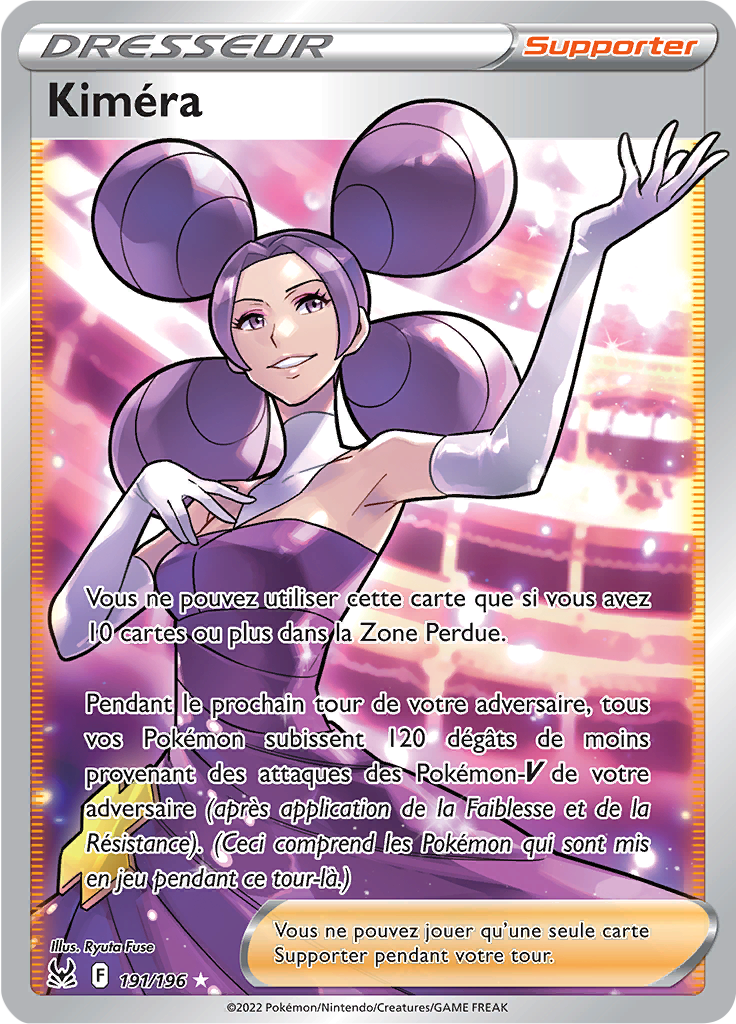 DRESSEUR
Supporter
Kiméra
Vous ne pouvez utiliser cette carte que si vous avez
10 cartes ou plus dans la Zone Perdue.
Pendant le prochain tour de votre adversaire, tous
vos Pokémon subissent 120 dégâts de moins
provenant des attaques des Pokémon-V de votre
adversaire (après application de la Faiblesse et de la
Résistance). (Ceci comprend les Pokémon qui sont mis
en jeu pendant ce tour-là.)
Vous ne pouvez jouer qu'une seule carte
Supporter pendant votre tour.
Illus. Ryuta Fuse
F 191/196 ★
©2022 Pokémon/Nintendo/Creatures/GAME FREAK